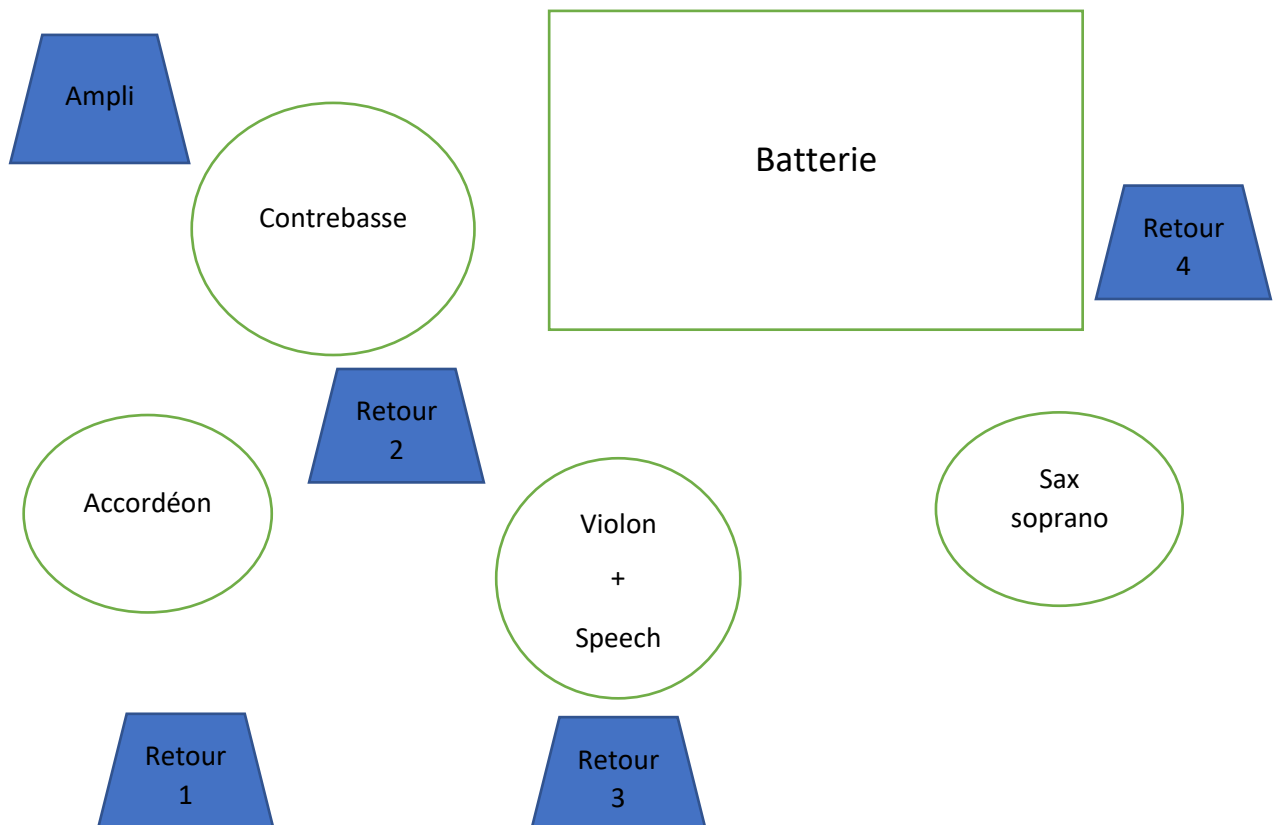 Ampli
Batterie
Contrebasse
Retour
4
Retour
2
Accordéon
Sax
soprano
Violon
+
Speech
Retour
1
Retour
3